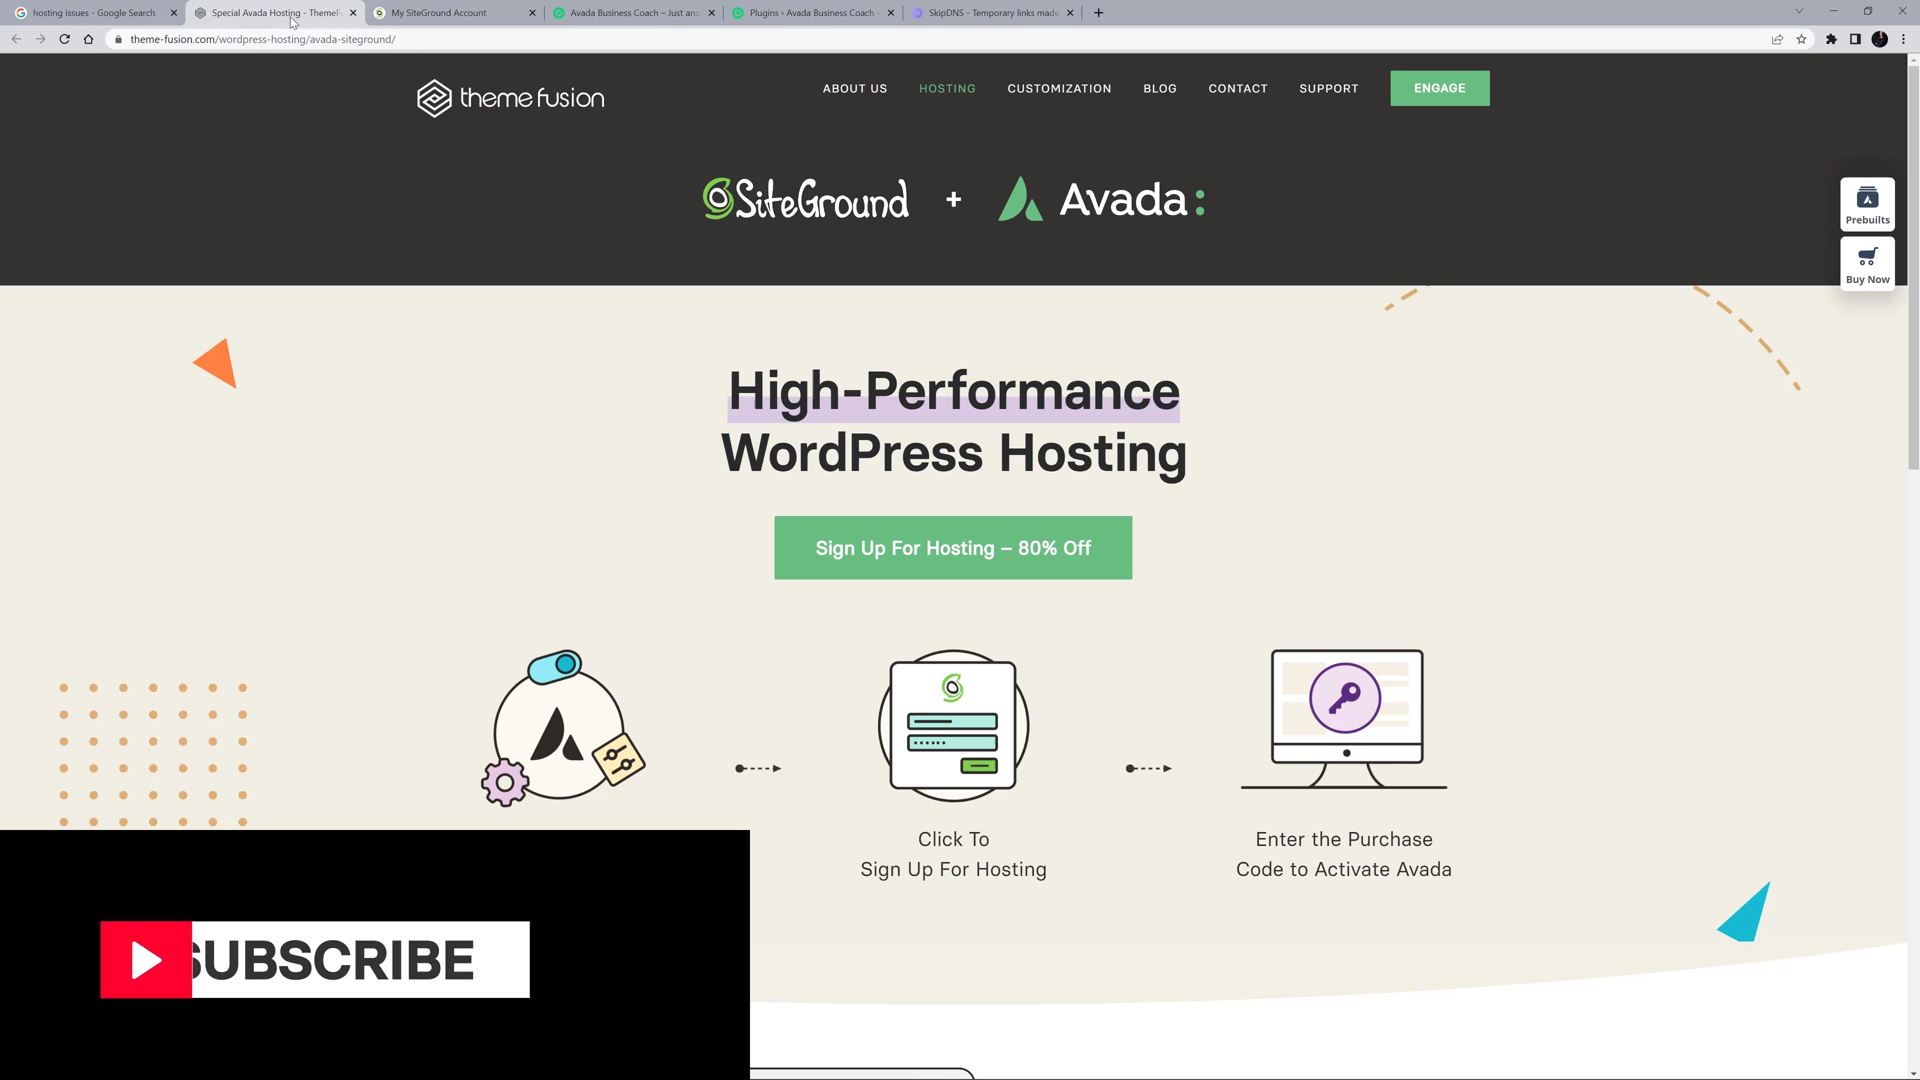 hosting issues - Google Search
Special Avada Hosting - ThemeF
My SiteGround Account
Avada Business Coach – Just ano
Plugins ‹ Avada Business Coach -
SkipDNS - Temporary links made
theme-fusion.com/wordpress-hosting/avada-siteground/
theme fusion
ABOUT US
HOSTING
CUSTOMIZATION
BLOG
CONTACT
SUPPORT
ENGAGE
SiteGround + Avada:
Prebuilts
Buy Now
High-Performance
WordPress Hosting
Sign Up For Hosting – 80% Off
Click To
Sign Up For Hosting
Enter the Purchase
Code to Activate Avada
SUBSCRIBE